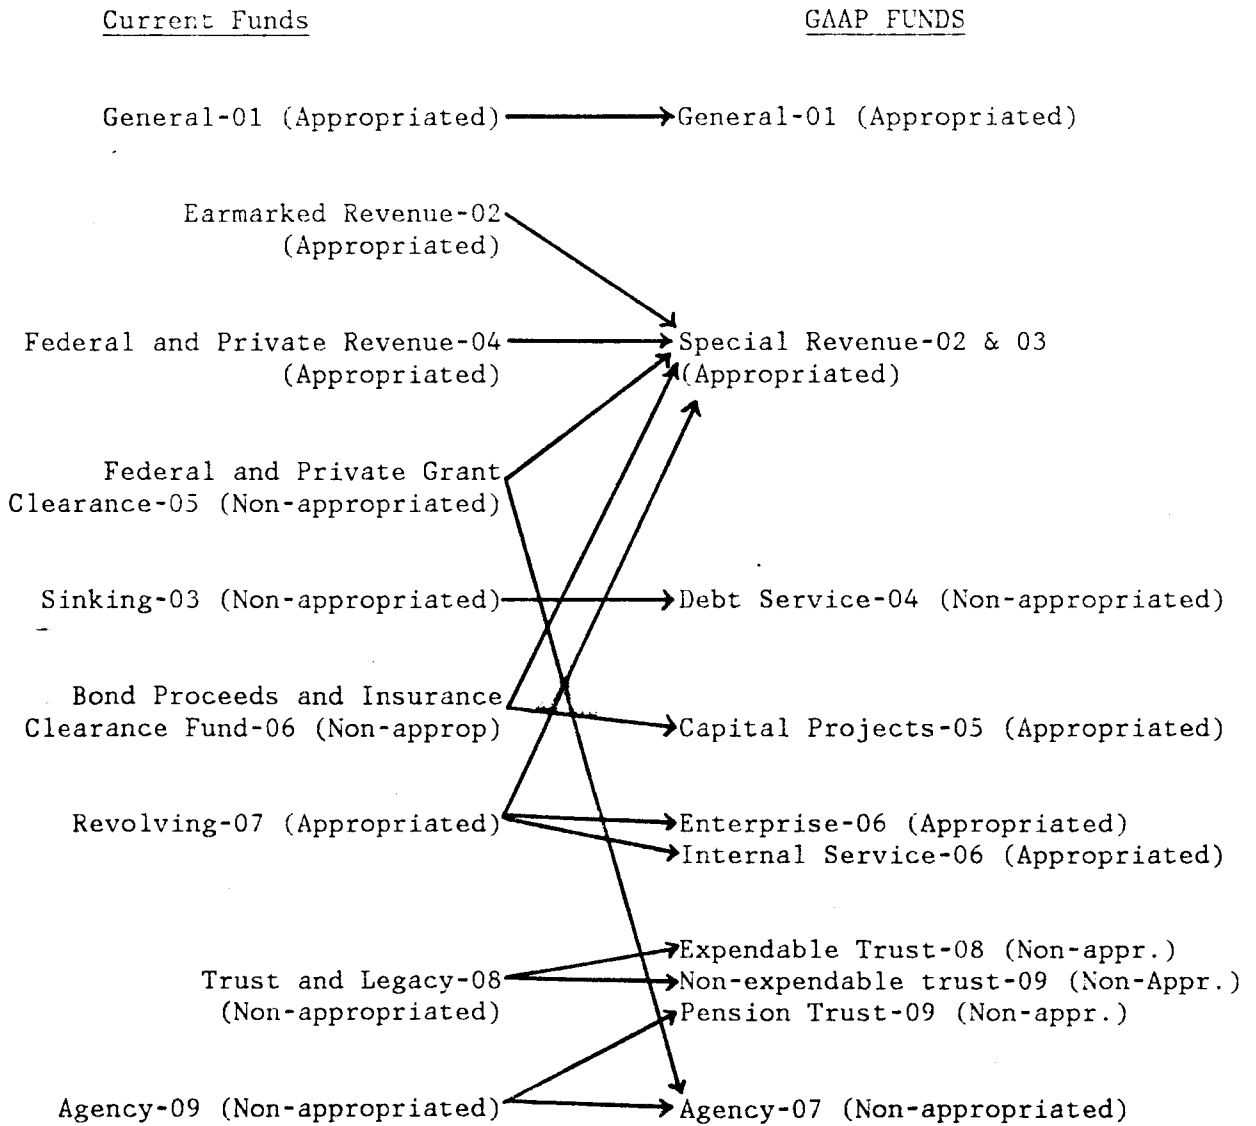 Current Funds
GAAP FUNDS
General-01 (Appropriated)
General-01 (Appropriated)
Earmarked Revenue-02
(Appropriated)
Federal and Private Revenue-04
(Appropriated)
Special Revenue-02 & 03
(Appropriated)
Federal and Private Grant
Clearance-05 (Non-appropriated)
Sinking-03 (Non-appropriated)
Debt Service-04 (Non-appropriated)
Bond Proceeds and Insurance
Clearance Fund-06 (Non-approp)
Capital Projects-05 (Appropriated)
Revolving-07 (Appropriated)
Enterprise-06 (Appropriated)
Internal Service-06 (Appropriated)
Trust and Legacy-08
(Non-appropriated)
Expendable Trust-08 (Non-appr.)
Non-expendable trust-09 (Non-Appr.)
Pension Trust-09 (Non-appr.)
Agency-09 (Non-appropriated)
Agency-07 (Non-appropriated)